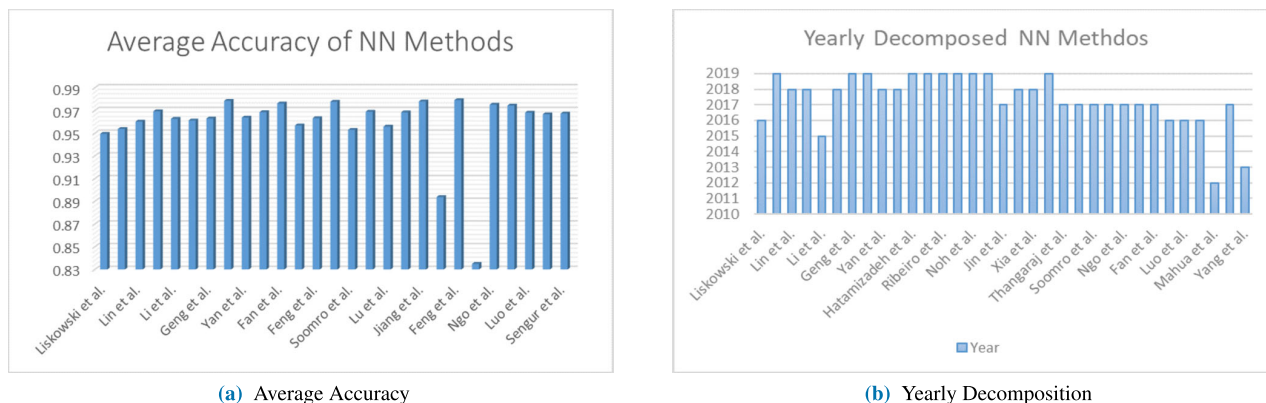 Average Accuracy of NN Methods
0.99
0.97
0.95
0.93
0.91
0.89
0.87
0.85
0.83
Liskowski et al.
Lin et al.
Li et al.
Geng et al.
Yan et al.
Fan et al.
Feng et al.
Soomro et al.
Lu et al.
Jiang et al.
Feng et al.
Ngo et al.
Luo et al.
Sengur et al.
(a) Average Accuracy
Yearly Decomposed NN Methdos
2019
2018
2017
2016
2015
2014
2013
2012
2011
2010
Liskowski et al.
Lin et al.
Li et al.
Geng et al.
Yan et al.
Hatamizadeh et al.
Ribeiro et al.
Noh et al.
Jin et al.
Xia et al.
Thangaraj et al.
Soomro et al.
Ngo et al.
Fan et al.
Luo et al.
Mahua et al.
Yang et al.
Year
(b) Yearly Decomposition